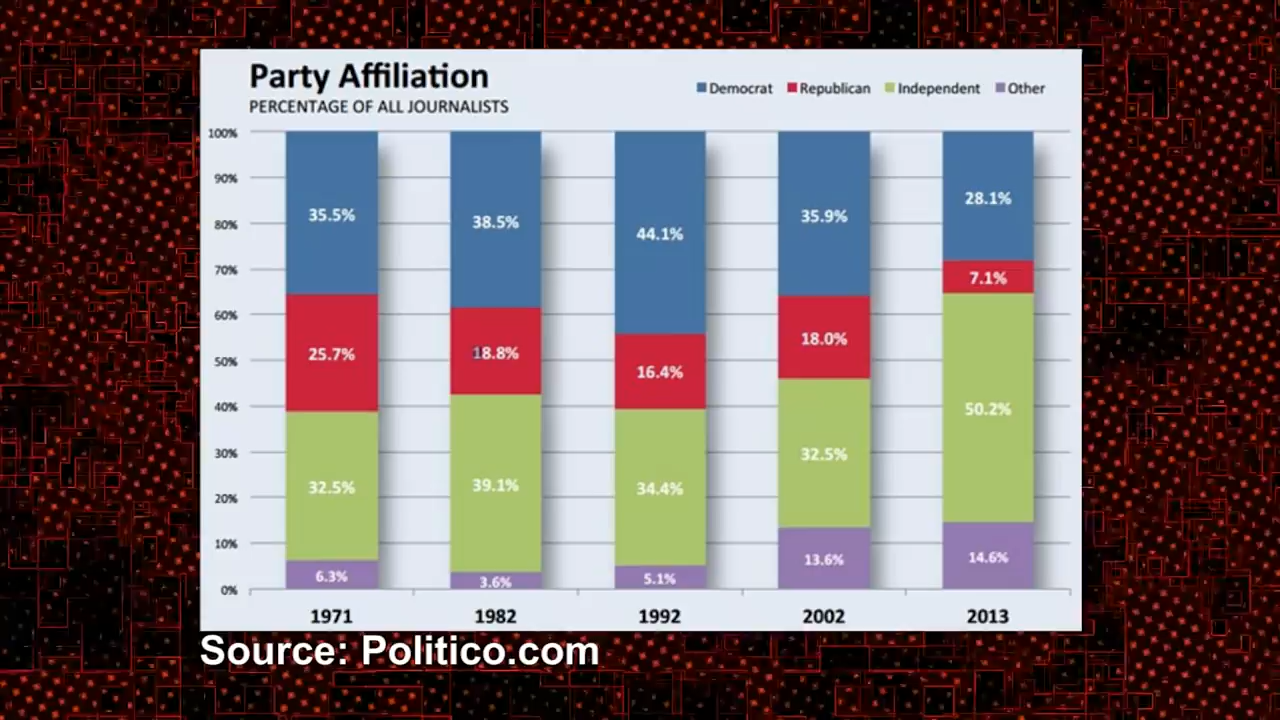 Party Affiliation
PERCENTAGE OF ALL JOURNALISTS
Democrat Republican Independent Other
100%
90%
80%
70%
60%
50%
40%
30%
20%
10%
0%
35.5% 38.5% 44.1% 35.9% 28.1%
25.7% 18.8% 16.4% 18.0% 7.1%
32.5% 39.1% 34.4% 32.5% 50.2%
6.3% 3.6% 5.1% 13.6% 14.6%
1971 1982 1992 2002 2013
Source: Politico.com